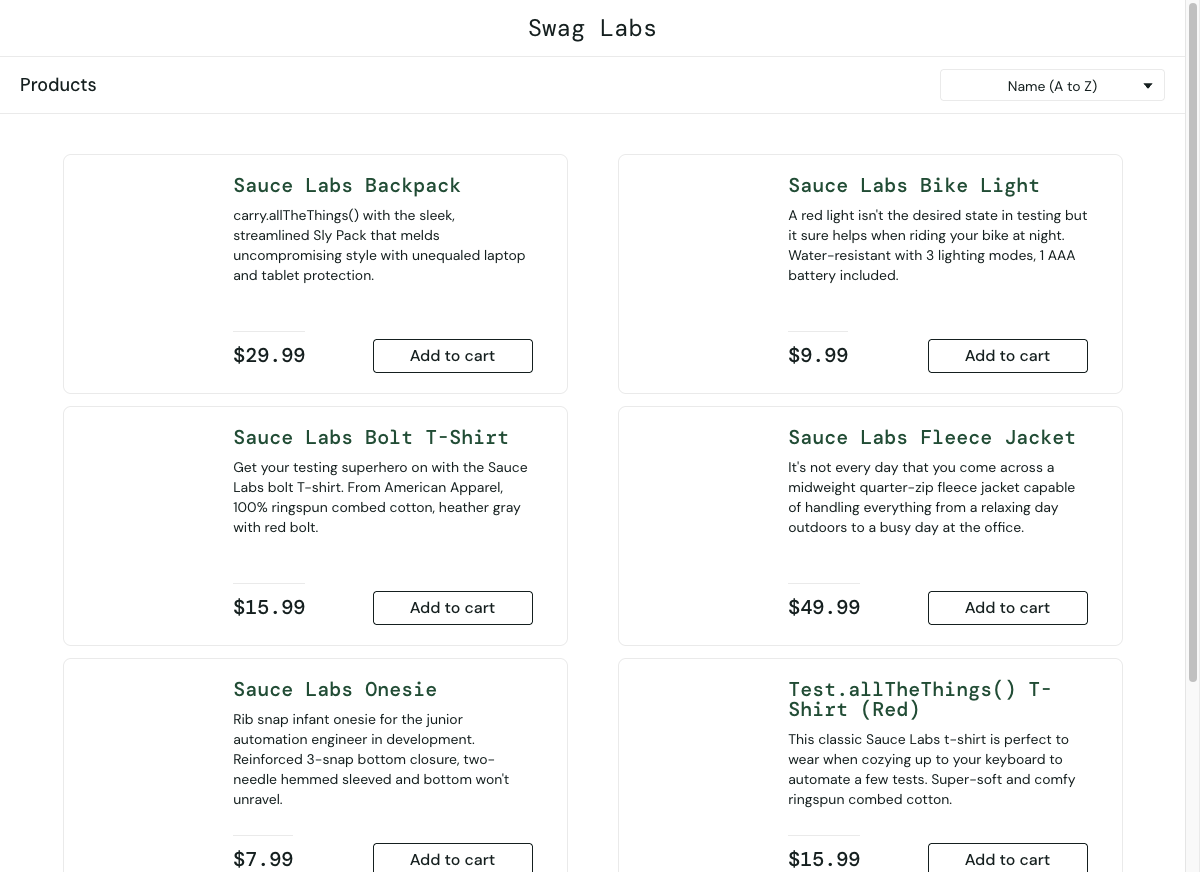 Swag Labs
Products
Name (A to Z)
Sauce Labs Backpack
carry.allTheThings() with the sleek,
streamlined Sly Pack that melds
uncompromising style with unequaled laptop
and tablet protection.
$29.99
Add to cart
Sauce Labs Bike Light
A red light isn't the desired state in testing but
it sure helps when riding your bike at night.
Water-resistant with 3 lighting modes, 1 AAA
battery included.
$9.99
Add to cart
Sauce Labs Bolt T-Shirt
Get your testing superhero on with the Sauce
Labs bolt T-shirt. From American Apparel,
100% ringspun combed cotton, heather gray
with red bolt.
$15.99
Add to cart
Sauce Labs Fleece Jacket
It's not every day that you come across a
midweight quarter-zip fleece jacket capable
of handling everything from a relaxing day
outdoors to a busy day at the office.
$49.99
Add to cart
Sauce Labs Onesie
Rib snap infant onesie for the junior
automation engineer in development.
Reinforced 3-snap bottom closure, two-
needle hemmed sleeved and bottom won't
unravel.
$7.99
Add to cart
Test.allTheThings() T-
Shirt (Red)
This classic Sauce Labs t-shirt is perfect to
wear when cozying up to your keyboard to
automate a few tests. Super-soft and comfy
ringspun combed cotton.
$15.99
Add to cart